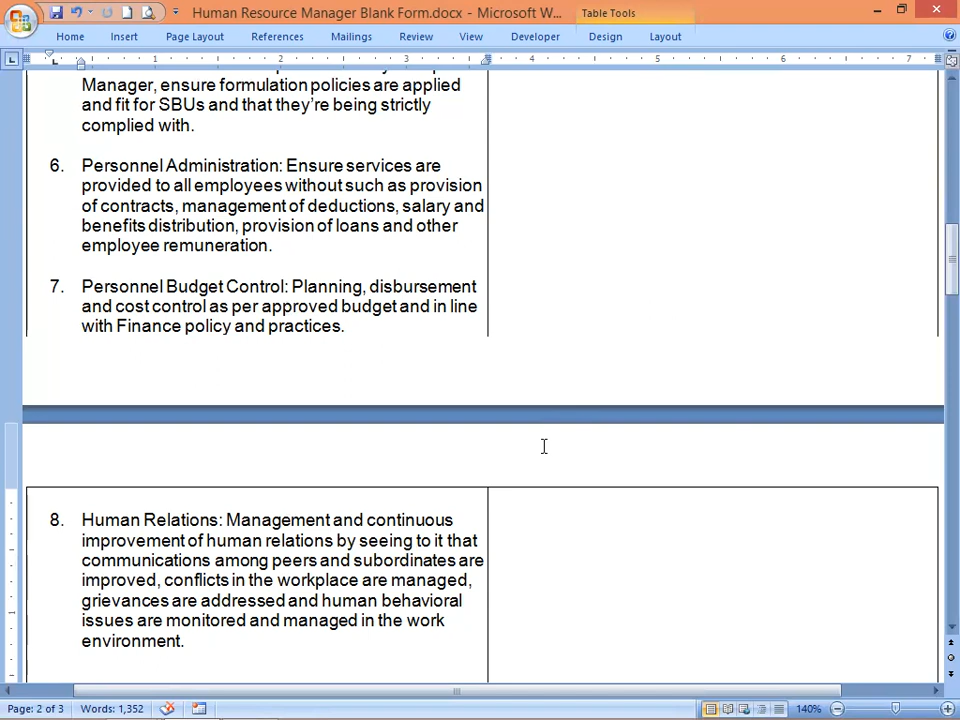 Human Resource Manager Blank Form.docx - Microsoft W...
Table Tools
Home Insert Page Layout References Mailings Review View Developer Design Layout
1 2 3 4 5 6 7
Manager, ensure formulation policies are applied
and fit for SBUs and that they're being strictly
complied with.
6. Personnel Administration: Ensure services are
provided to all employees without such as provision
of contracts, management of deductions, salary and
benefits distribution, provision of loans and other
employee remuneration.
7. Personnel Budget Control: Planning, disbursement
and cost control as per approved budget and in line
with Finance policy and practices.
8. Human Relations: Management and continuous
improvement of human relations by seeing to it that
communications among peers and subordinates are
improved, conflicts in the workplace are managed,
grievances are addressed and human behavioral
issues are monitored and managed in the work
environment.
Page: 2 of 3 Words: 1,352 140%